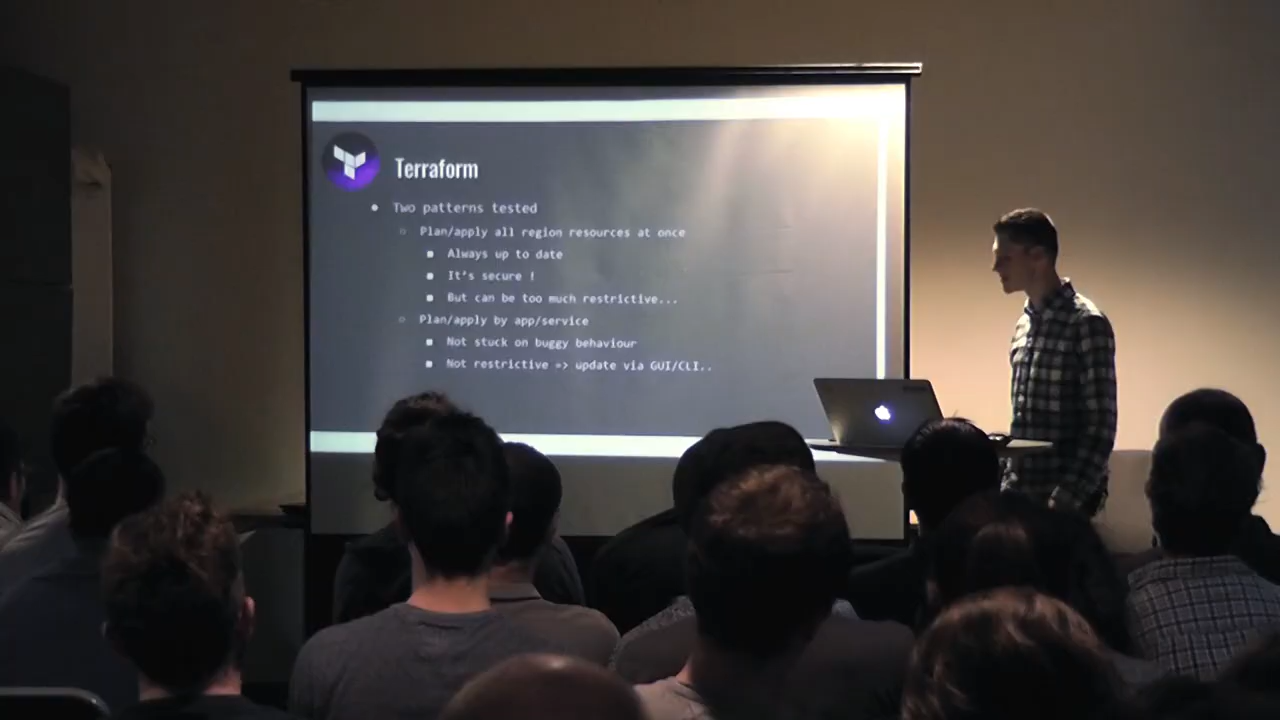 Terraform
Two patterns tested
Plan/apply all region resources at once
Always up to date
It's secure !
But can be too much restrictive...
Plan/apply by app/service
Not stuck on buggy behaviour
Not restrictive => update via GUI/CLI..